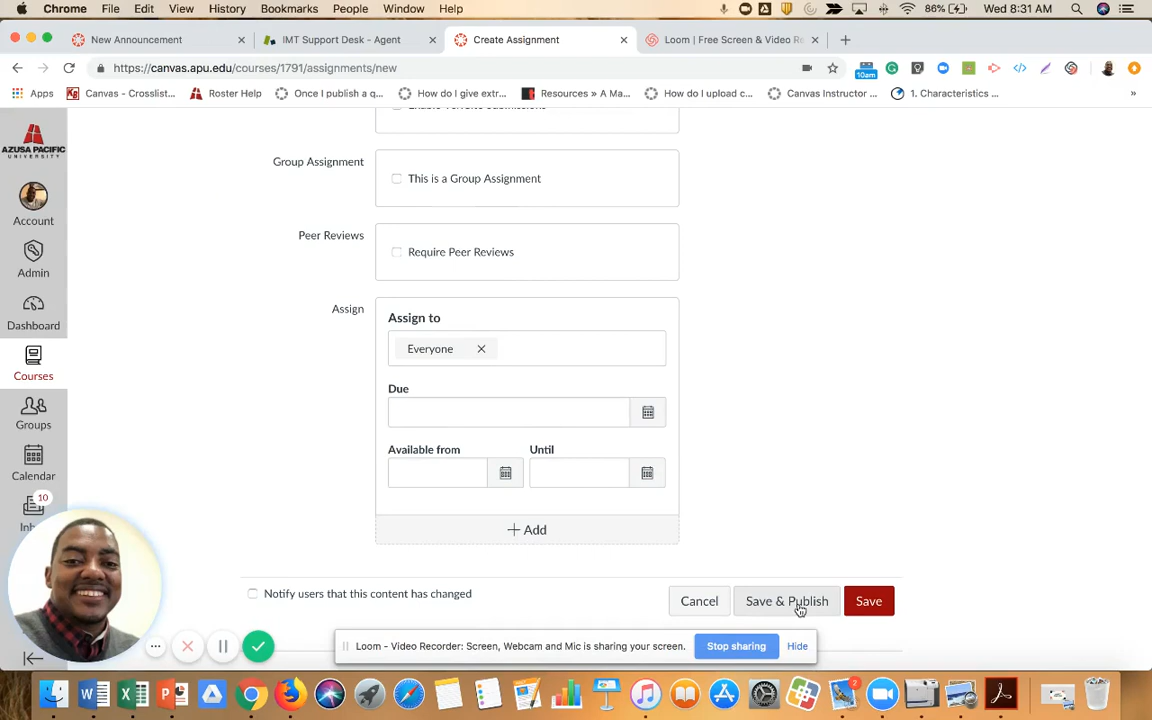 Chrome File Edit View History Bookmarks People Window Help 86% Wed 8:31 AM
New Announcement IMT Support Desk - Agent Create Assignment Loom | Free Screen & Video Re
https://canvas.apu.edu/courses/1791/assignments/new 10am
Apps Canvas - Crosslist... Roster Help Once I publish a q... How do I give extr... Resources » A Ma... How do I upload c... Canvas Instructor ... 1. Characteristics ... »
AZUSA PACIFIC
UNIVERSITY
Account
Admin
Dashboard
Courses
Groups
Calendar
10
Group Assignment
This is a Group Assignment
Peer Reviews
Require Peer Reviews
Assign
Assign to
Everyone
Due
Available from Until
+ Add
Notify users that this content has changed
Cancel Save & Publish Save
Loom - Video Recorder: Screen, Webcam and Mic is sharing your screen. Stop sharing Hide